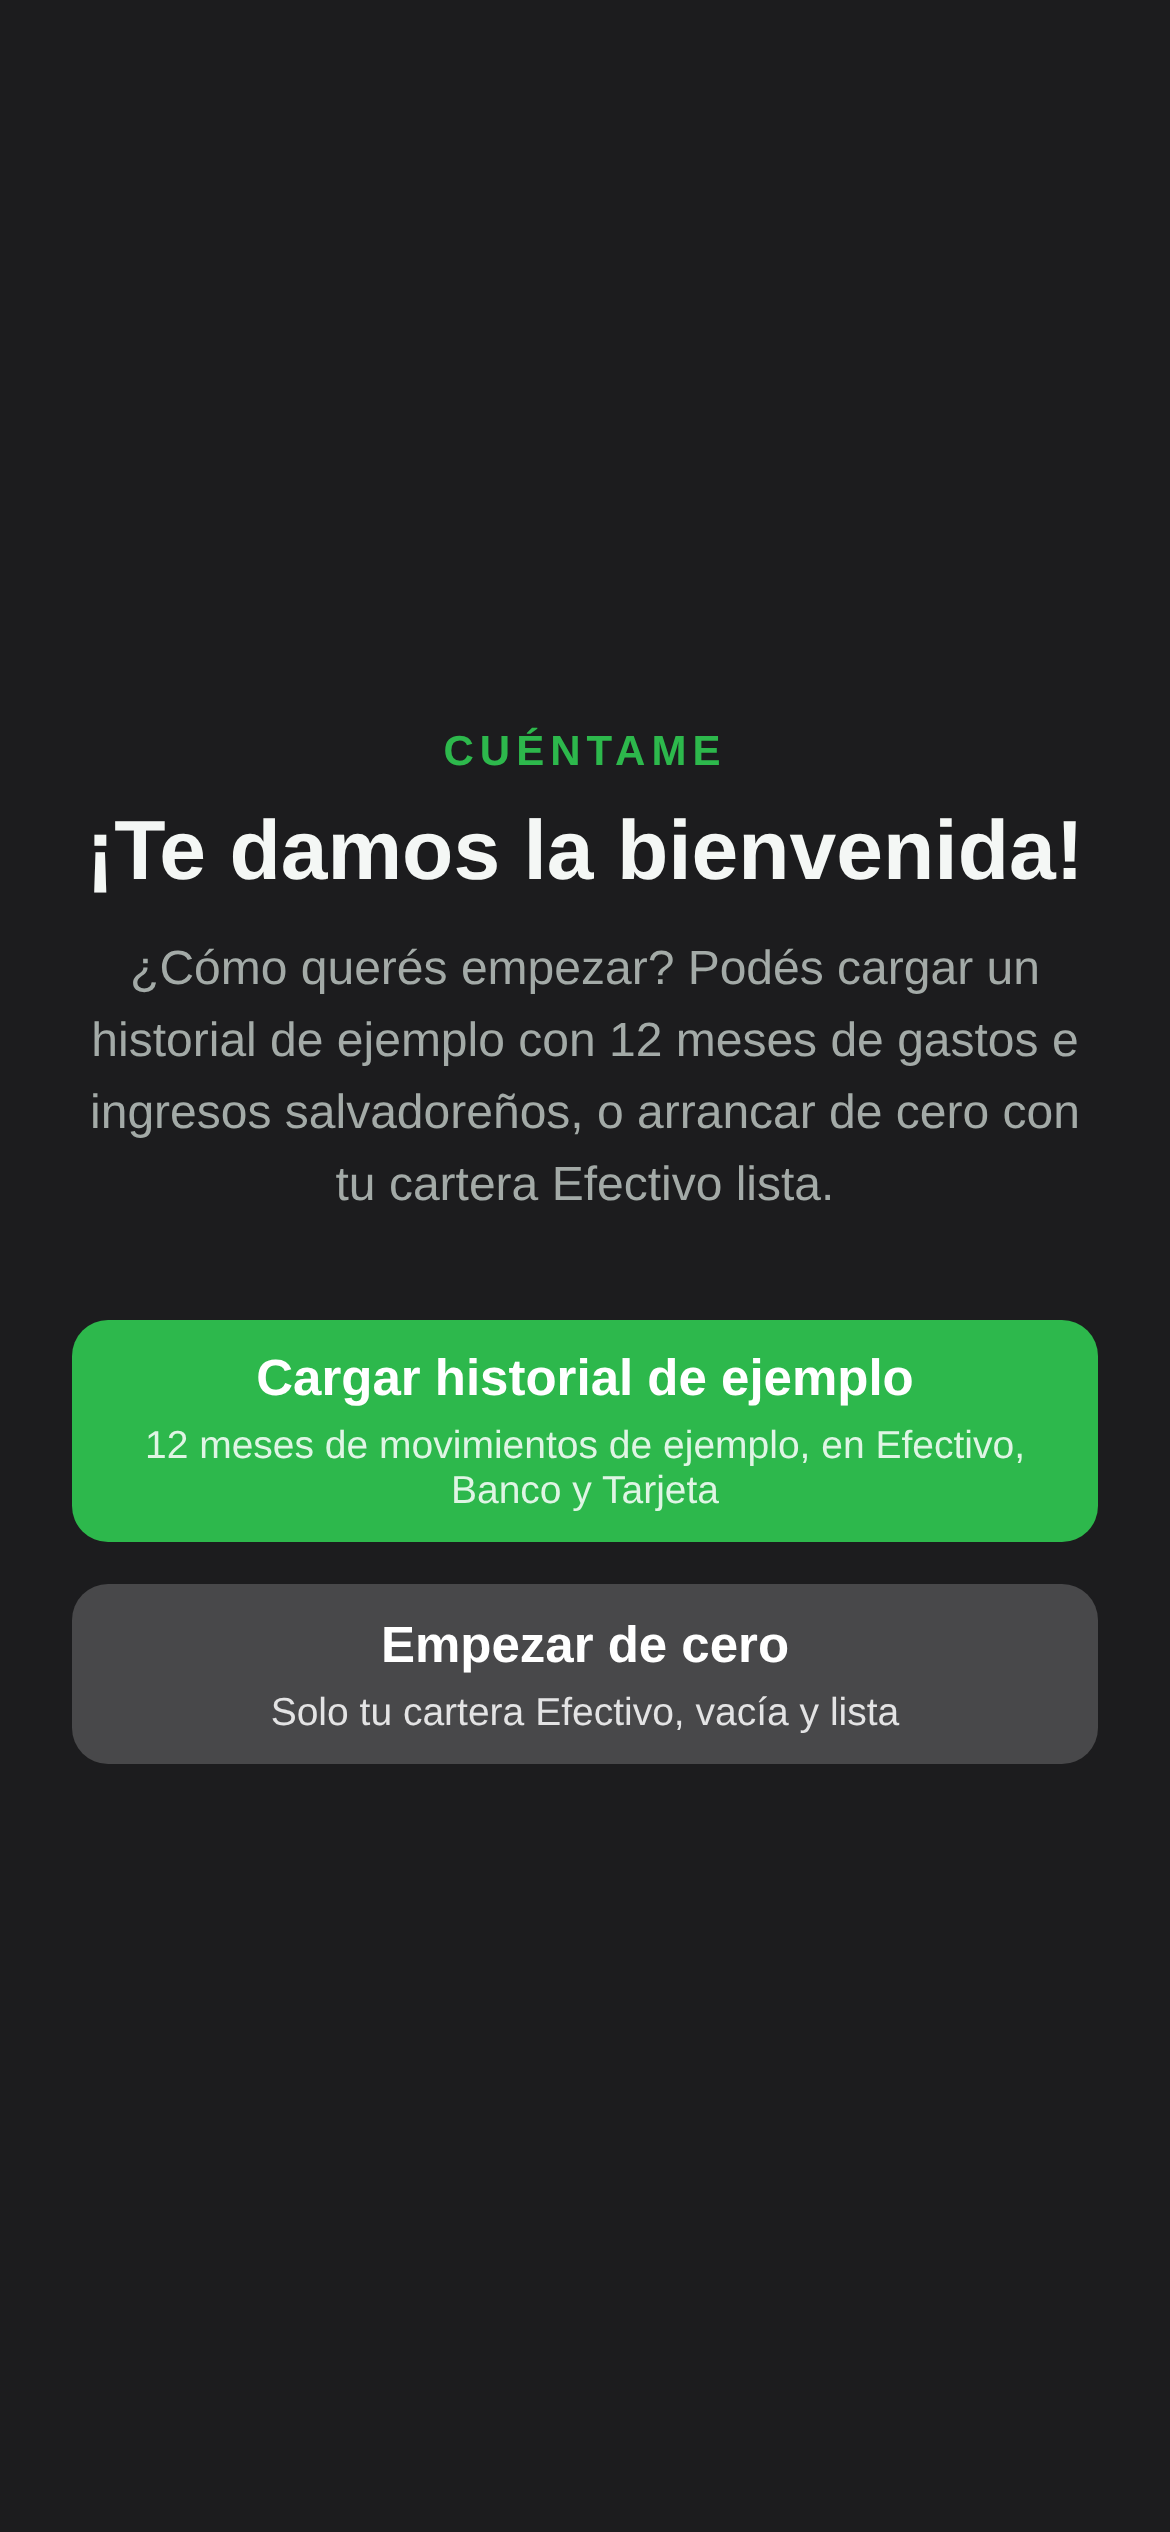 CUÉNTAME
¡Te damos la bienvenida!
¿Cómo querés empezar? Podés cargar un
historial de ejemplo con 12 meses de gastos e
ingresos salvadoreños, o arrancar de cero con
tu cartera Efectivo lista.
Cargar historial de ejemplo
12 meses de movimientos de ejemplo, en Efectivo,
Banco y Tarjeta
Empezar de cero
Solo tu cartera Efectivo, vacía y lista